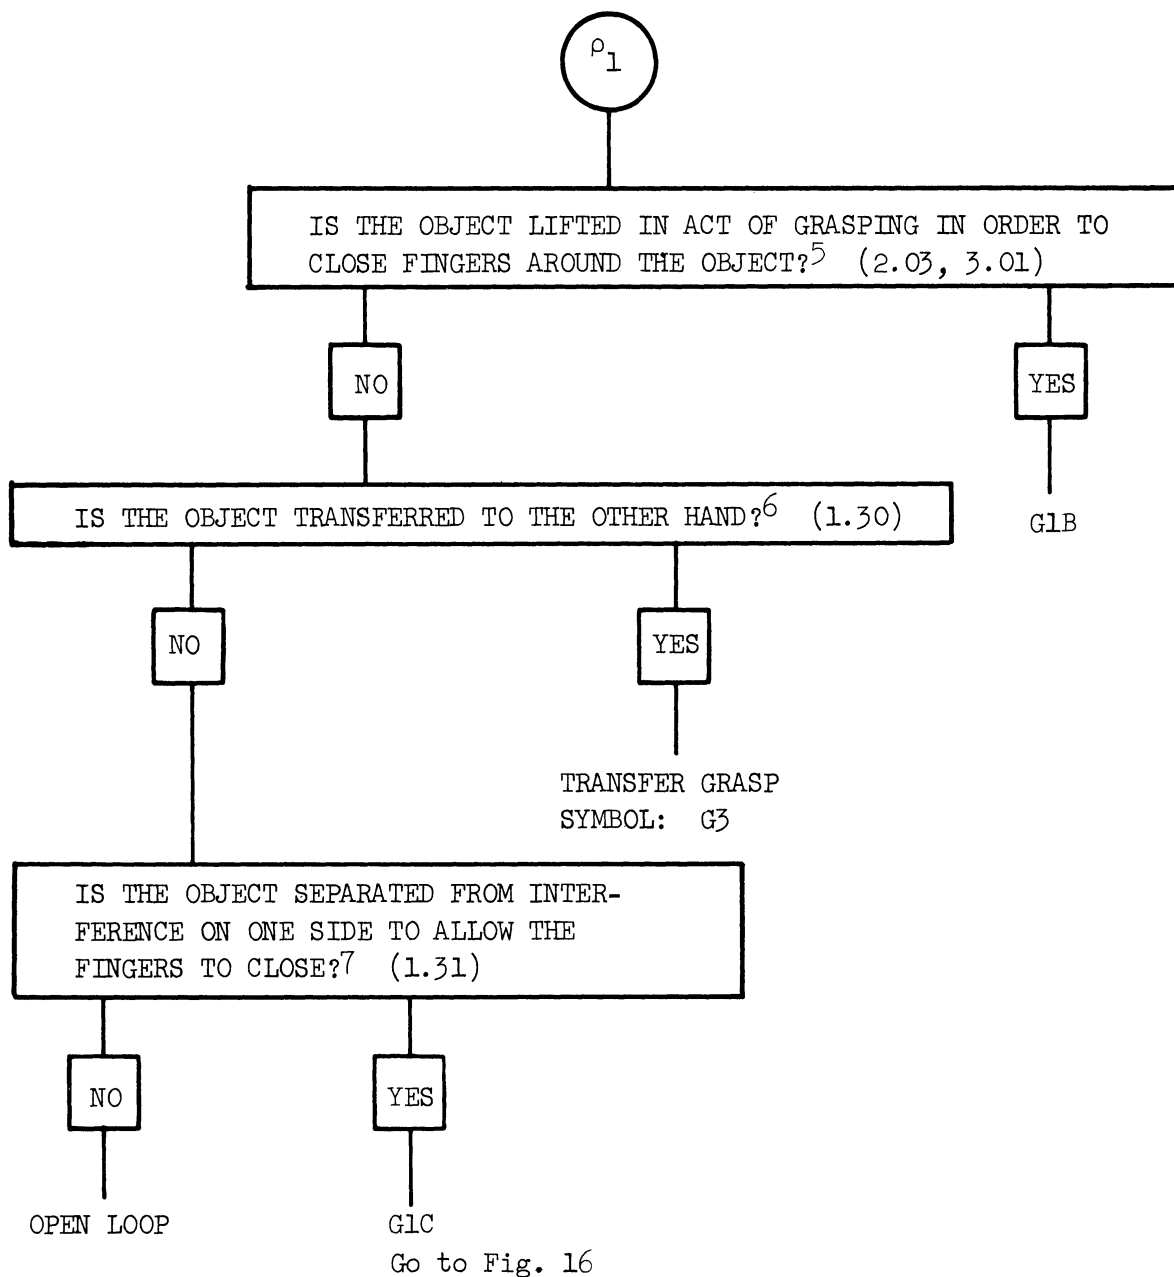 ρ1
IS THE OBJECT LIFTED IN ACT OF GRASPING IN ORDER TO
CLOSE FINGERS AROUND THE OBJECT?5 (2.03, 3.01)
NO
YES
IS THE OBJECT TRANSFERRED TO THE OTHER HAND?6 (1.30)
G1B
NO
YES
TRANSFER GRASP
SYMBOL: G3
IS THE OBJECT SEPARATED FROM INTER-
FERENCE ON ONE SIDE TO ALLOW THE
FINGERS TO CLOSE?7 (1.31)
NO
YES
OPEN LOOP
G1C
Go to Fig. 16